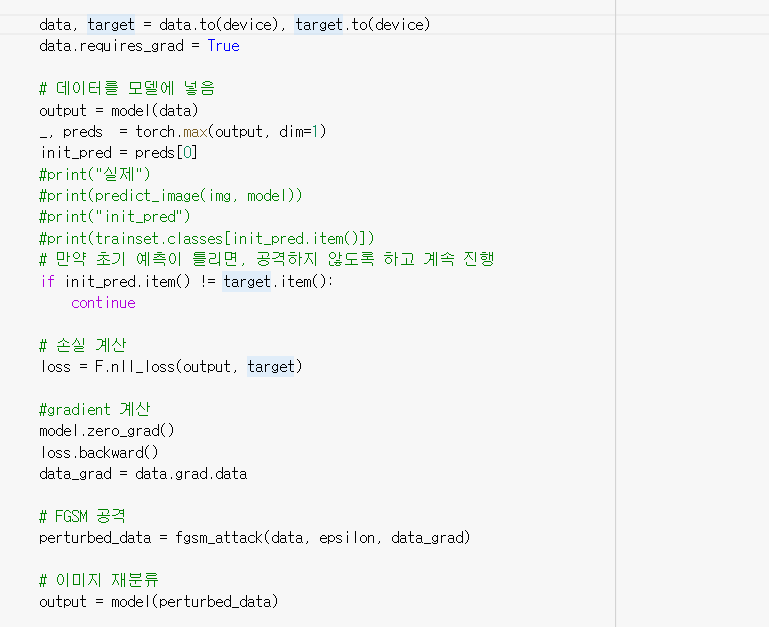 data, target = data.to(device), target.to(device)
data.requires_grad = True
# 데이터를 모델에 넣음
output = model(data)
_, preds  = torch.max(output, dim=1)
init_pred = preds[0]
#print("실제")
#print(predict_image(img, model))
#print("init_pred")
#print(trainset.classes[init_pred.item()])
# 만약 초기 예측이 틀리면, 공격하지 않도록 하고 계속 진행
if init_pred.item() != target.item():
    continue
# 손실 계산
loss = F.nll_loss(output, target)
#gradient 계산
model.zero_grad()
loss.backward()
data_grad = data.grad.data
# FGSM 공격
perturbed_data = fgsm_attack(data, epsilon, data_grad)
# 이미지 재분류
output = model(perturbed_data)